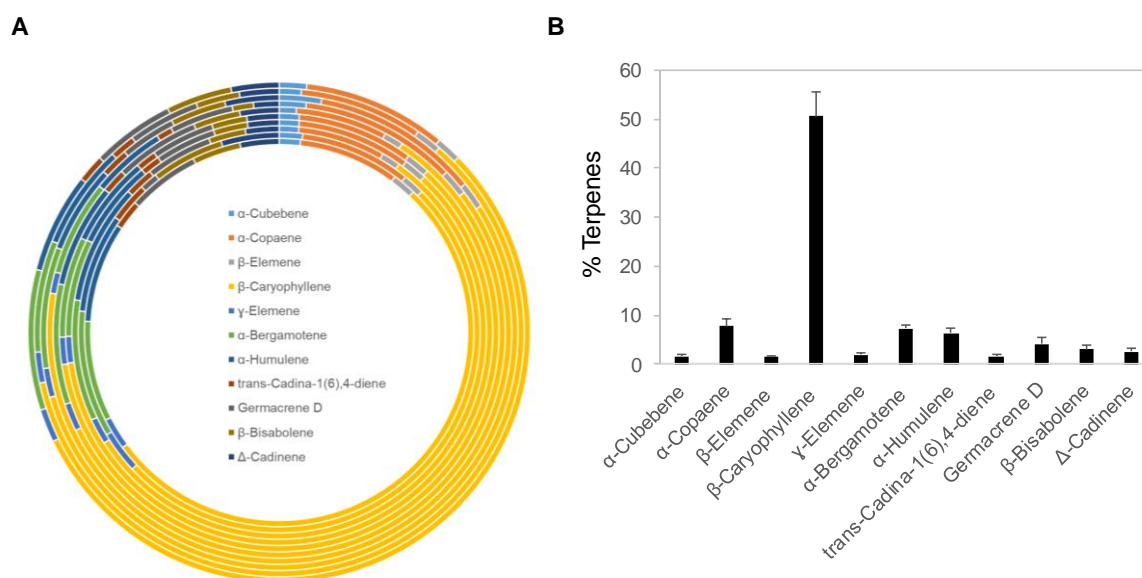 A
α-Cubebene
α-Copaene
β-Elemene
β-Caryophyllene
ɣ-Elemene
α-Bergamotene
α-Humulene
trans-Cadina-1(6),4-diene
Germacrene D
β-Bisabolene
Δ-Cadinene
B
% Terpenes
60
50
40
30
20
10
0
α-Cubebene
α-Copaene
β-Elemene
β-Caryophyllene
γ-Elemene
α-Bergamotene
α-Humulene
trans-Cadina-1(6),4-diene
Germacrene D
β-Bisabolene
Δ-Cadinene